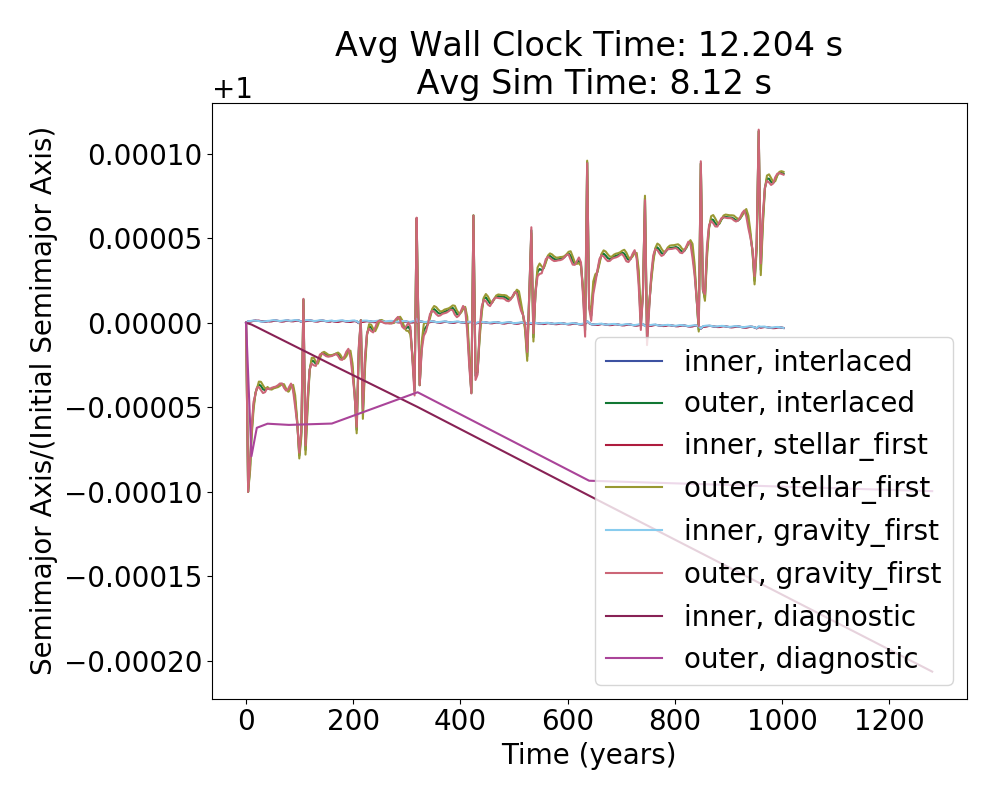 Avg Wall Clock Time: 12.204 s
Avg Sim Time: 8.12 s
+1
0.00010
0.00005
0.00000
−0.00005
−0.00010
−0.00015
−0.00020
Semimajor Axis/(Initial Semimajor Axis)
inner, interlaced
outer, interlaced
inner, stellar_first
outer, stellar_first
inner, gravity_first
outer, gravity_first
inner, diagnostic
outer, diagnostic
0 200 400 600 800 1000 1200
Time (years)